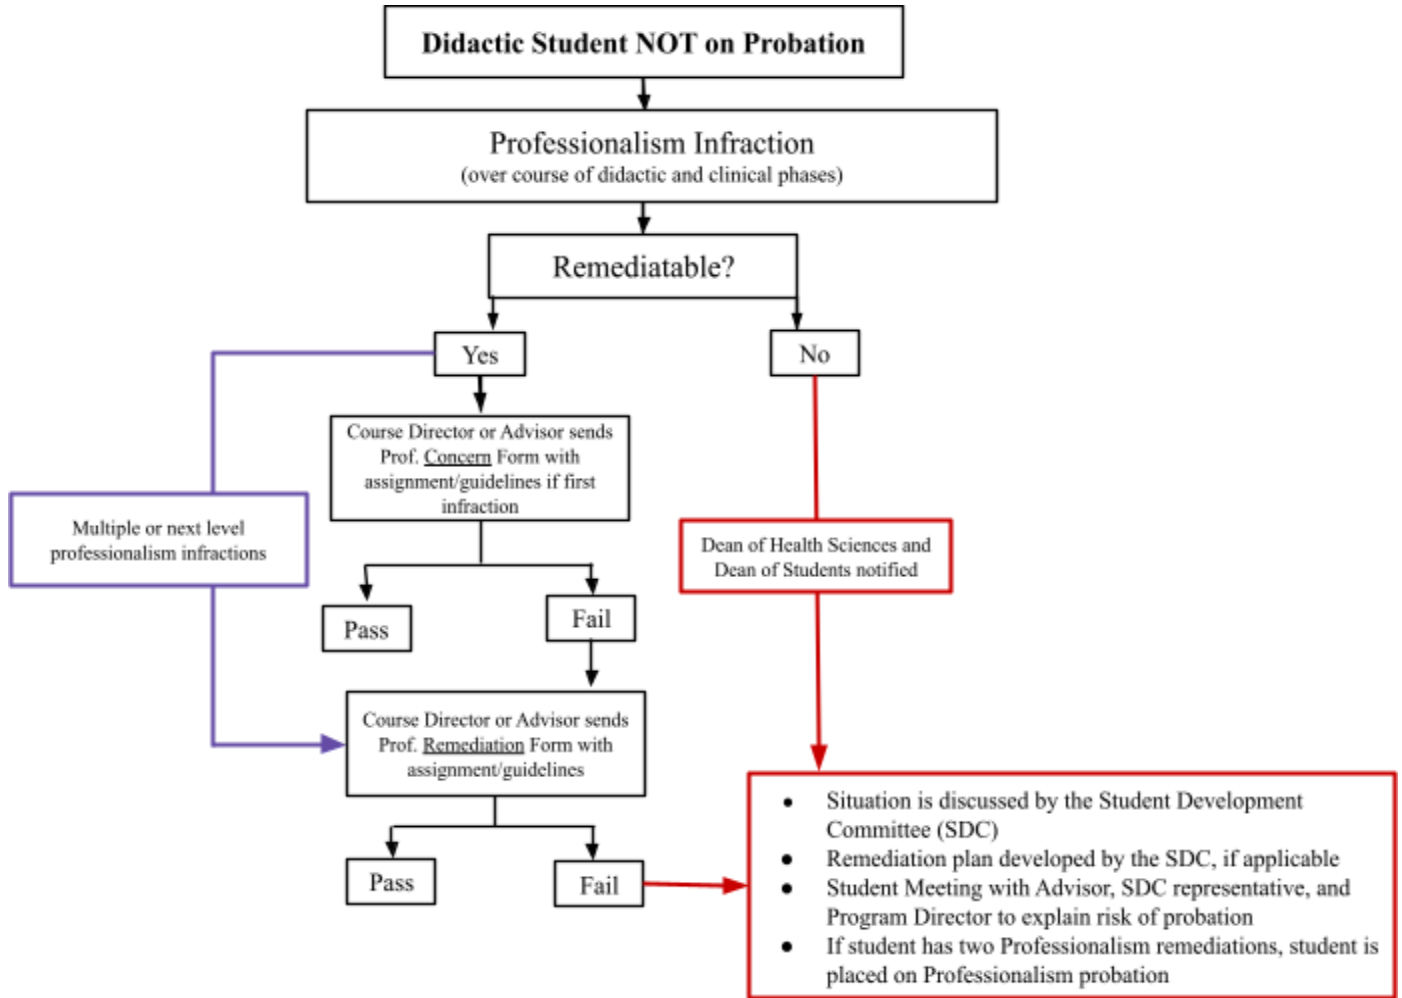 Didactic Student NOT on Probation
Professionalism Infraction
(over course of didactic and clinical phases)
Remediatable?
Yes
No
Course Director or Advisor sends
Prof. Concern Form with
assignment/guidelines if first
infraction
Multiple or next level
professionalism infractions
Dean of Health Sciences and
Dean of Students notified
Pass
Fail
Course Director or Advisor sends
Prof. Remediation Form with
assignment/guidelines
Pass
Fail
● Situation is discussed by the Student Development
Committee (SDC)
● Remediation plan developed by the SDC, if applicable
● Student Meeting with Advisor, SDC representative, and
Program Director to explain risk of probation
● If student has two Professionalism remediations, student is
placed on Professionalism probation